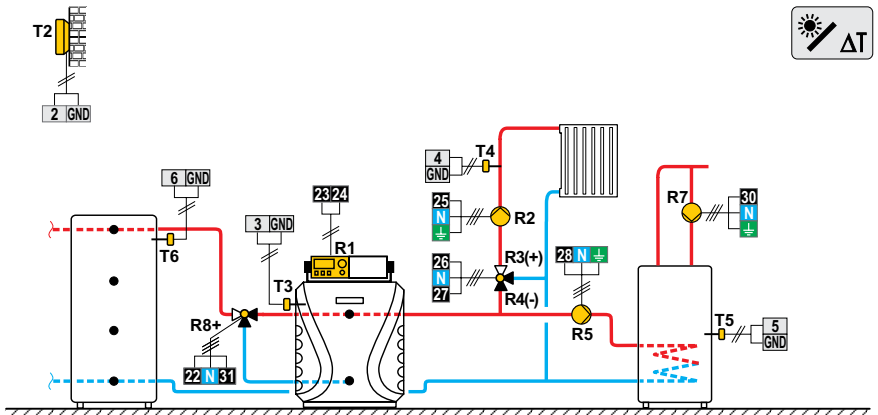 T2
ΔT
2 GND
T4
4
GND
6 GND
23 24
25
N
R2
R7
30
N
3 GND
R1
R3(+)
26
N
27
28 N
T6
T3
R4(-)
R8+
R5
T5
5
GND
22 N 31